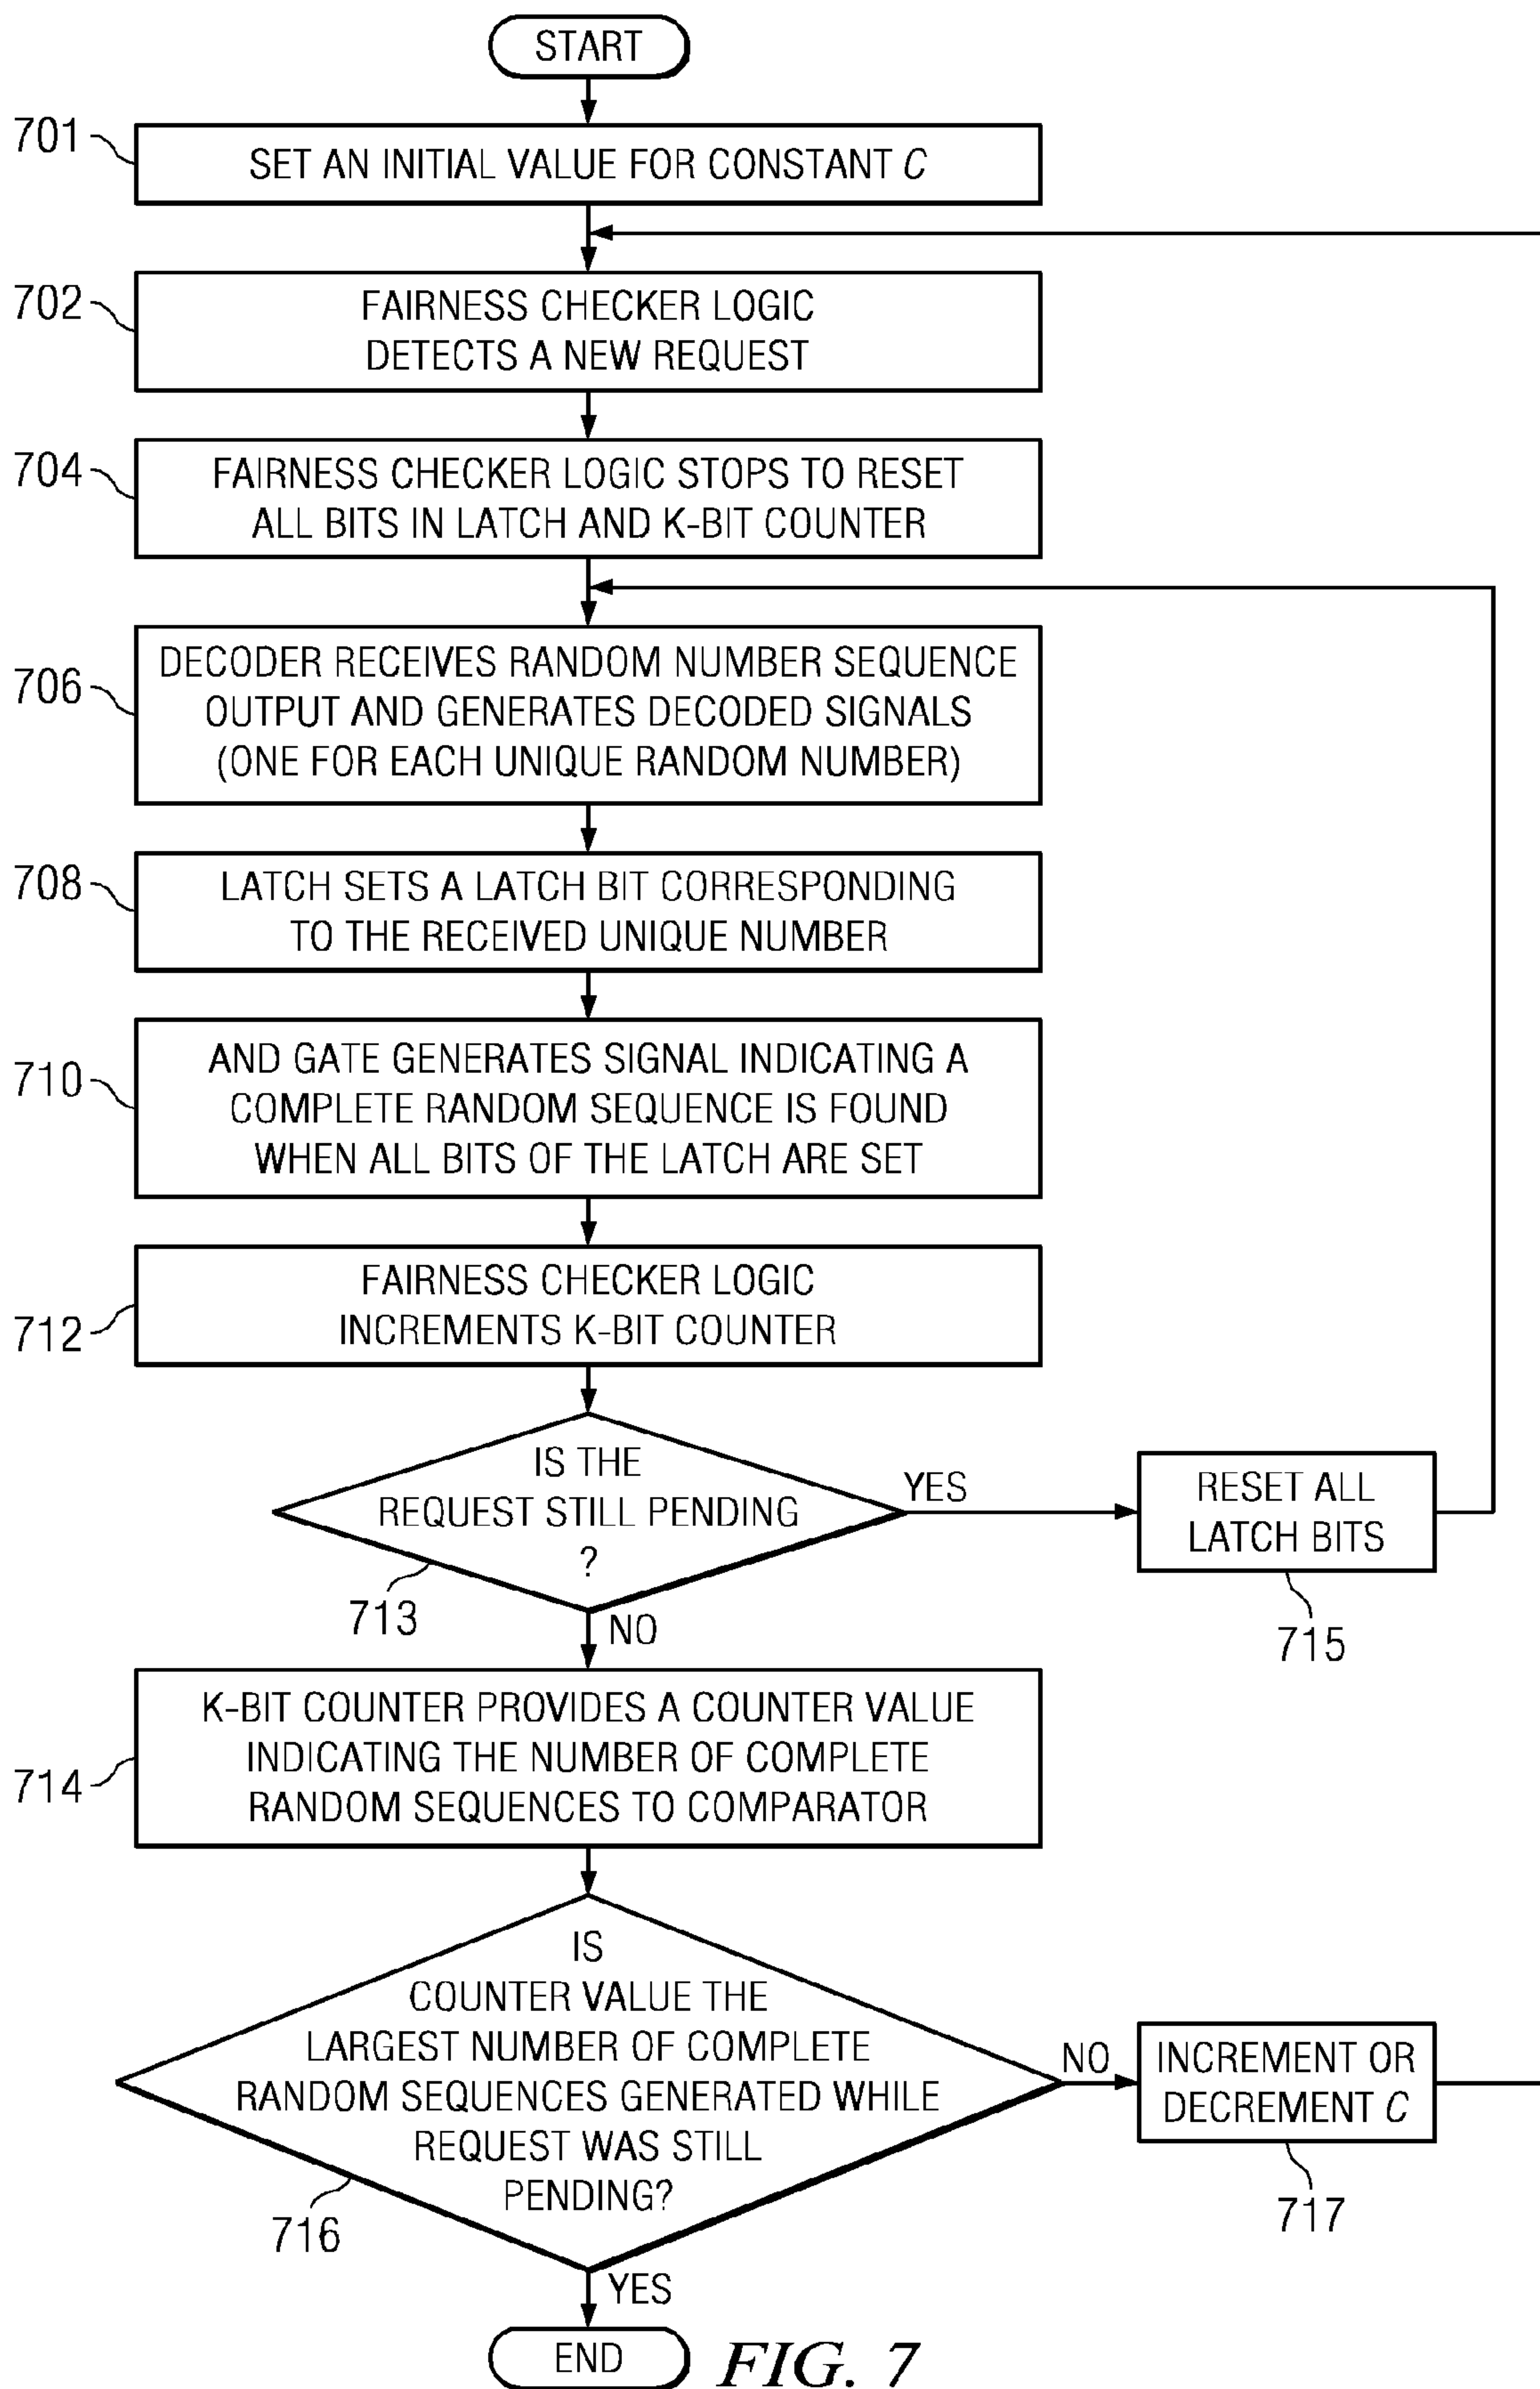 START
701
SET AN INITIAL VALUE FOR CONSTANT C
702
FAIRNESS CHECKER LOGIC
DETECTS A NEW REQUEST
704
FAIRNESS CHECKER LOGIC STOPS TO RESET
ALL BITS IN LATCH AND K-BIT COUNTER
706
DECODER RECEIVES RANDOM NUMBER SEQUENCE
OUTPUT AND GENERATES DECODED SIGNALS
(ONE FOR EACH UNIQUE RANDOM NUMBER)
708
LATCH SETS A LATCH BIT CORRESPONDING
TO THE RECEIVED UNIQUE NUMBER
710
AND GATE GENERATES SIGNAL INDICATING A
COMPLETE RANDOM SEQUENCE IS FOUND
WHEN ALL BITS OF THE LATCH ARE SET
712
FAIRNESS CHECKER LOGIC
INCREMENTS K-BIT COUNTER
IS THE
REQUEST STILL PENDING
?
713
YES
RESET ALL
LATCH BITS
715
NO
714
K-BIT COUNTER PROVIDES A COUNTER VALUE
INDICATING THE NUMBER OF COMPLETE
RANDOM SEQUENCES TO COMPARATOR
IS
COUNTER VALUE THE
LARGEST NUMBER OF COMPLETE
RANDOM SEQUENCES GENERATED WHILE
REQUEST WAS STILL
PENDING?
716
NO
INCREMENT OR
DECREMENT C
717
YES
END
FIG. 7